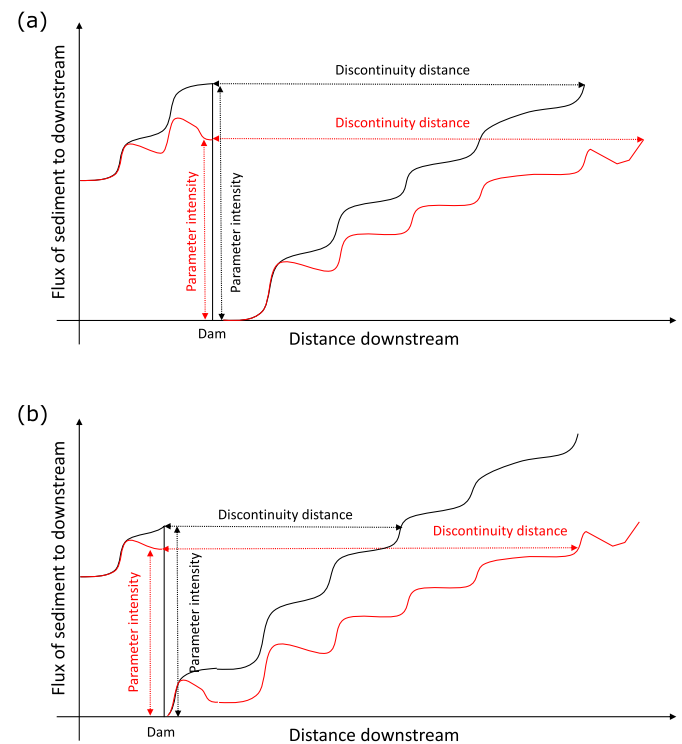 (a)
Flux of sediment to downstream
Discontinuity distance
Discontinuity distance
Parameter intensity
Parameter intensity
Dam
Distance downstream
(b)
Flux of sediment to downstream
Discontinuity distance
Discontinuity distance
Parameter intensity
Parameter intensity
Dam
Distance downstream